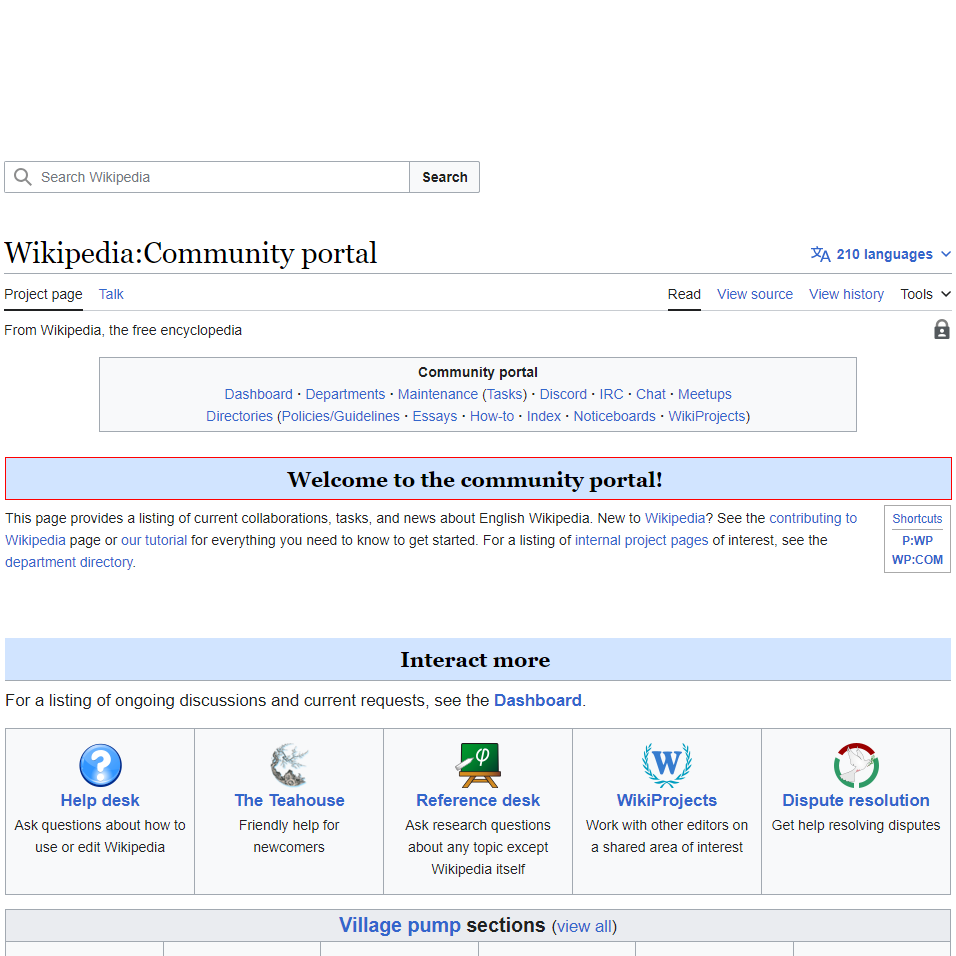 Search Wikipedia
Search
Wikipedia:Community portal
210 languages
Project page Talk
Read View source View history Tools
From Wikipedia, the free encyclopedia
Community portal
Dashboard · Departments · Maintenance (Tasks) · Discord · IRC · Chat · Meetups
Directories (Policies/Guidelines · Essays · How-to · Index · Noticeboards · WikiProjects)
Welcome to the community portal!
This page provides a listing of current collaborations, tasks, and news about English Wikipedia. New to Wikipedia? See the contributing to
Wikipedia page or our tutorial for everything you need to know to get started. For a listing of internal project pages of interest, see the
department directory.
Shortcuts
P:WP
WP:COM
Interact more
For a listing of ongoing discussions and current requests, see the Dashboard.
?
Help desk
Ask questions about how to
use or edit Wikipedia
The Teahouse
Friendly help for
newcomers
φ
Reference desk
Ask research questions
about any topic except
Wikipedia itself
W
WikiProjects
Work with other editors on
a shared area of interest
Dispute resolution
Get help resolving disputes
Village pump sections (view all)